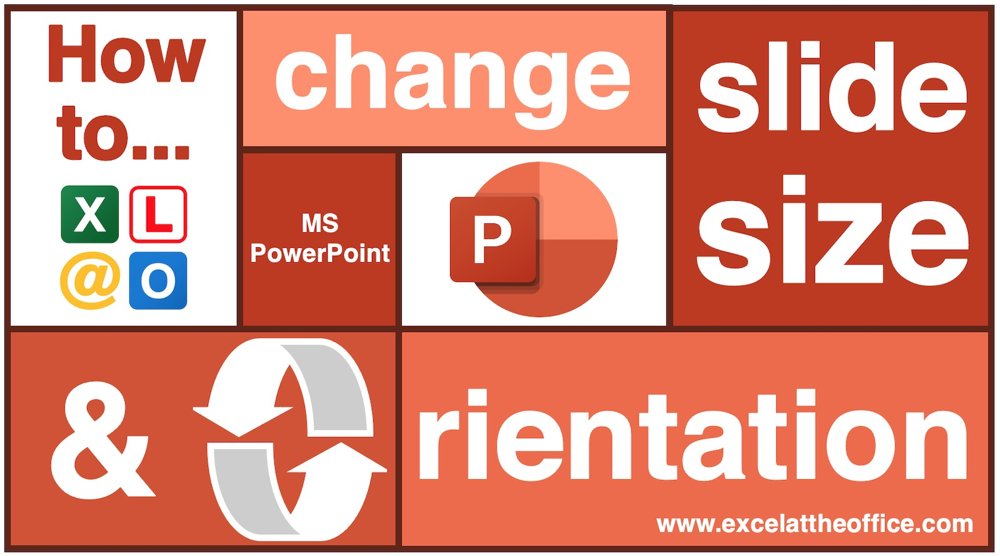 How
to...
X L
@ O
change
slide
size
MS
PowerPoint
P
&
rientation
www.excelattheoffice.com